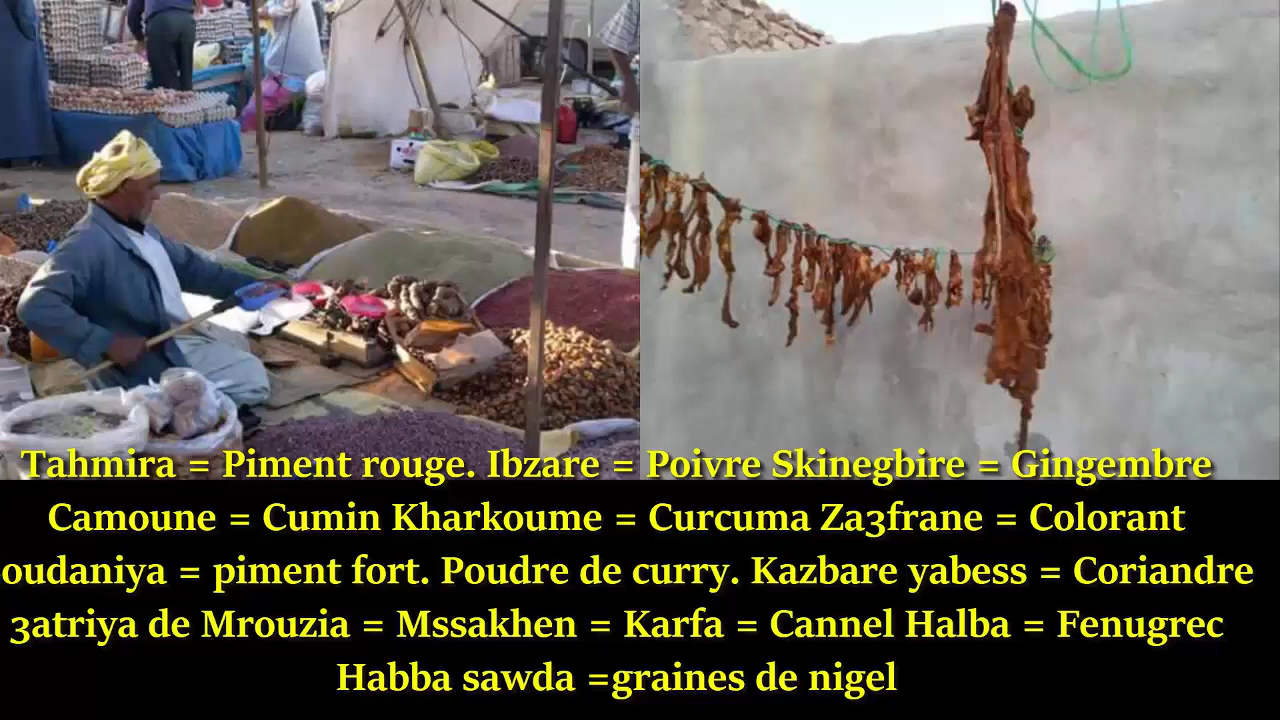 Tahmira = Piment rouge. Ibzare = Poivre Skinegbire = Gingembre
Camoune = Cumin Kharkoume = Curcuma Za3frane = Colorant
oudaniya = piment fort. Poudre de curry. Kazbare yabess = Coriandre
3atriya de Mrouzia = Mssakhen = Karfa = Cannel Halba = Fenugrec
Habba sawda =graines de nigel